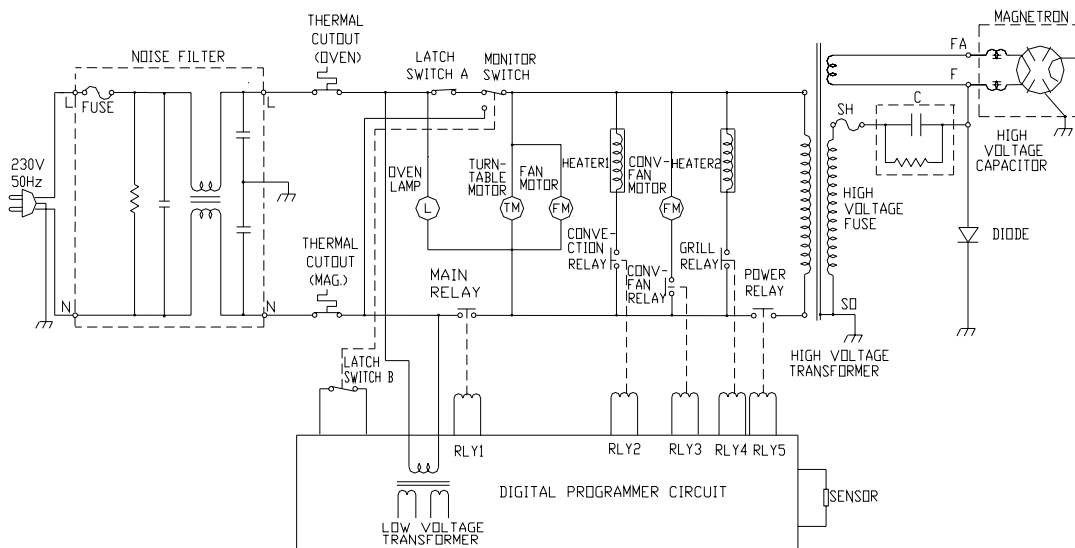 MAGNETRON
THERMAL
CUTOUT
(OVEN)
FA
NOISE FILTER
LATCH
SWITCH A
MONITOR
SWITCH
F
L
FUSE
L
C
SH
HIGH
VOLTAGE
CAPACITOR
230V
50Hz
OVEN
LAMP
TURN-
TABLE
MOTOR
FAN
MOTOR
HEATER1
CONV-
FAN
MOTOR
HEATER2
HIGH
VOLTAGE
FUSE
L
TM
FM
FM
DIODE
THERMAL
CUTOUT
(MAG.)
CONVE-
CTION
RELAY
GRILL
RELAY
MAIN
RELAY
CONV-
FAN
RELAY
POWER
RELAY
N
N
SO
HIGH VOLTAGE
TRANSFORMER
LATCH
SWITCH B
RLY1
RLY2
RLY3
RLY4
RLY5
DIGITAL PROGRAMMER CIRCUIT
SENSOR
LOW VOLTAGE
TRANSFORMER